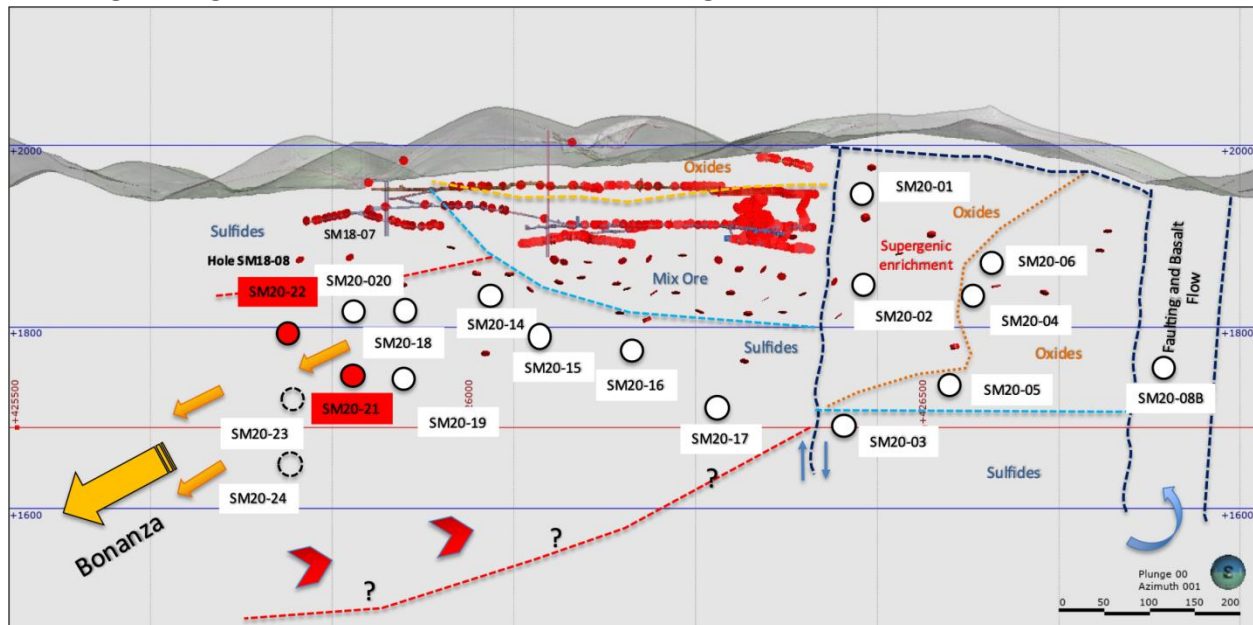 +2000
+2000
Oxides
SM20-01
Oxides
Sulfides
SM18-07
Supergenic
enrichment
Hole SM18-08
SM20-020
SM20-06
SM20-22
Mix Ore
Faulting and Basalt
Flow
SM20-14
SM20-02
SM20-04
+1800
+1800
SM20-18
Sulfides
SM20-15
Oxides
SM20-16
SM20-05
SM20-08B
+425500
SM20-21
SM20-19
+426500
SM20-23
SM20-17
SM20-03
SM20-24
?
Sulfides
+1600
+1600
Bonanza
?
?
Plunge 00
Azimuth 001
0 50 100 150 200